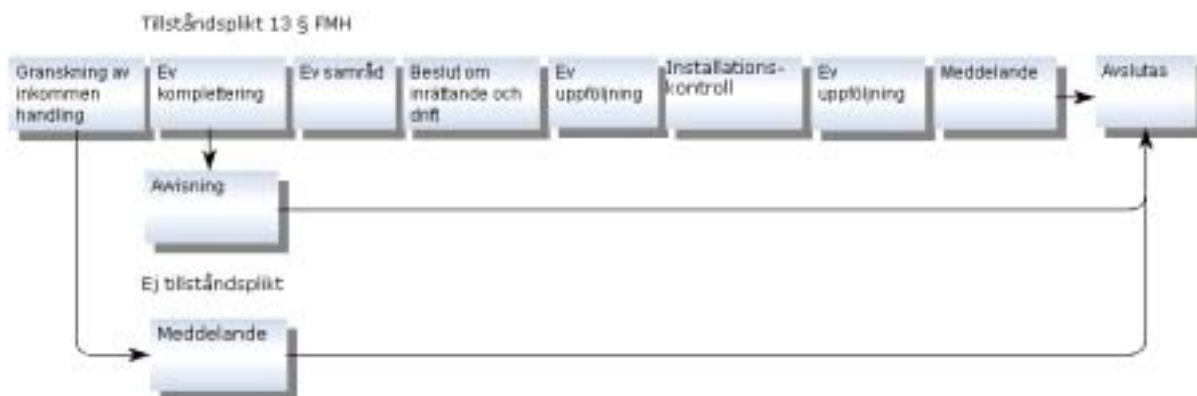 Tillståndsplikt 13 § FMH
Granskning av
inkommen
handling
Ev
komplettering
Ev samråd
Beslut om
inrättande och
drift
Ev
uppföljning
Installations-
kontroll
Ev
uppföljning
Meddelande
Avslutas
Avvisning
Ej tillståndsplikt
Meddelande